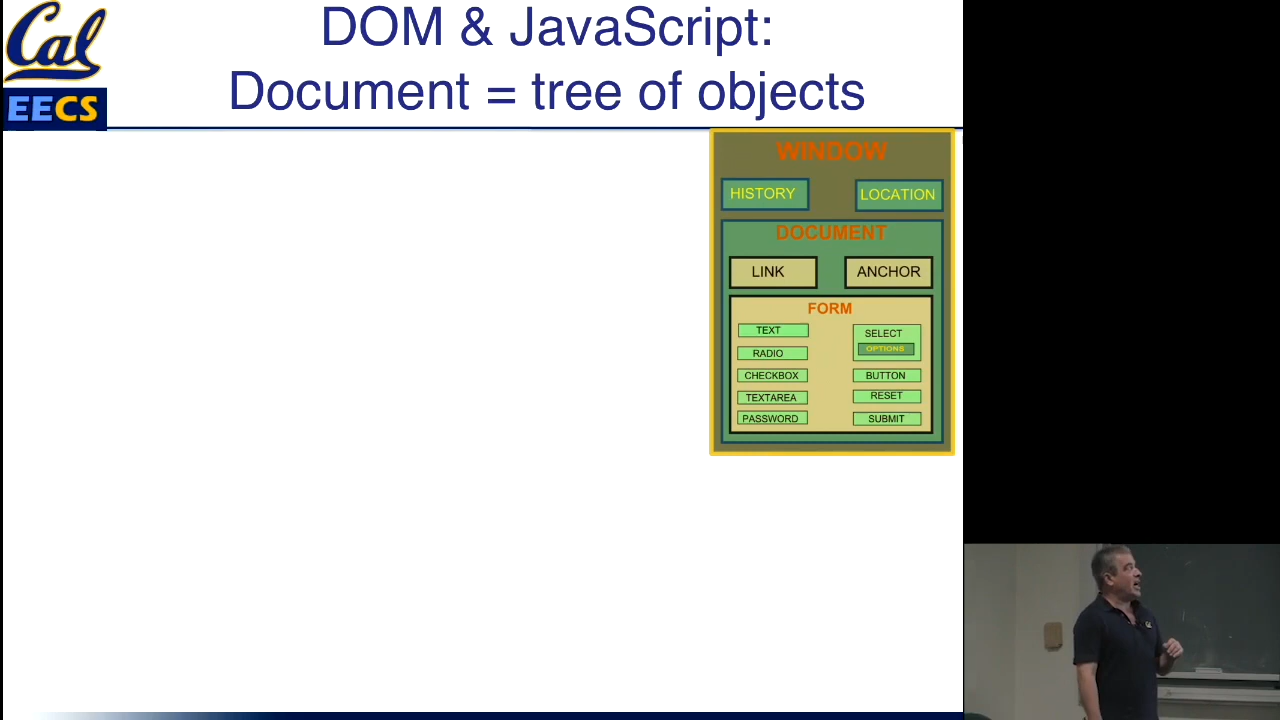 Cal
EECS
DOM & JavaScript:
Document = tree of objects
WINDOW
HISTORY
LOCATION
DOCUMENT
LINK
ANCHOR
FORM
TEXT
SELECT
OPTIONS
RADIO
CHECKBOX
BUTTON
TEXTAREA
RESET
PASSWORD
SUBMIT